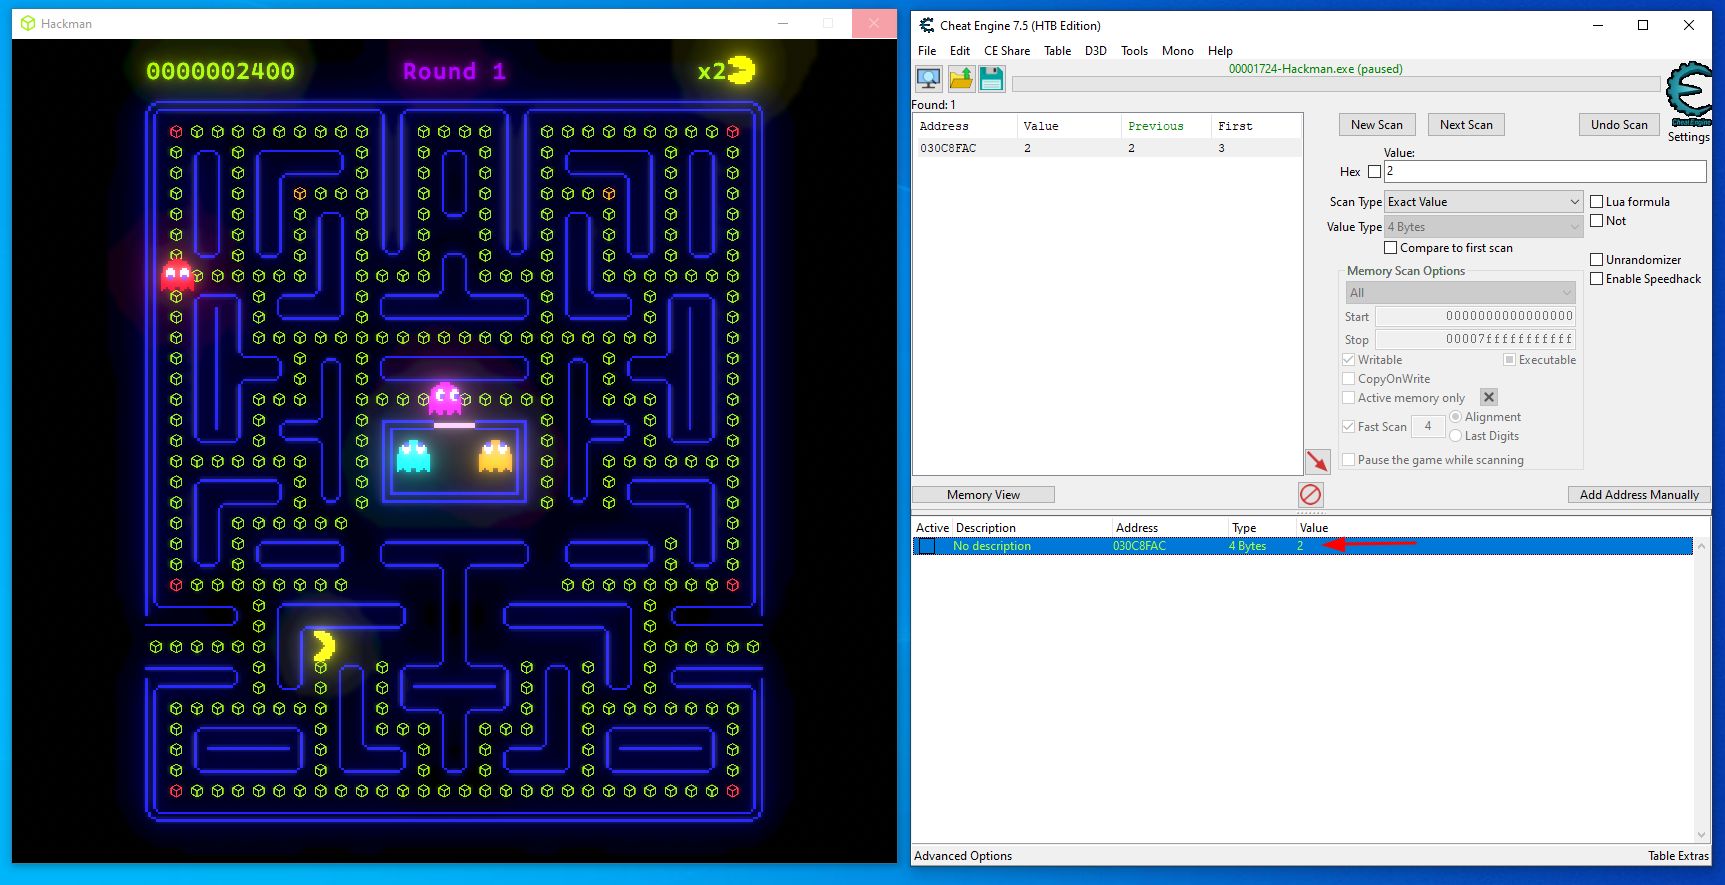 Hackman
0000002400
Round 1
x2
Cheat Engine 7.5 (HTB Edition)
File Edit CE Share Table D3D Tools Mono Help
00001724-Hackman.exe (paused)
Found: 1
Address Value Previous First
030C8FAC 2 2 3
New Scan Next Scan Undo Scan
Cheat Engine
Settings
Value:
Hex 2
Scan Type Exact Value
Lua formula
Value Type 4 Bytes
Not
Compare to first scan
Unrandomizer
Enable Speedhack
Memory Scan Options
All
Start 0000000000000000
Stop 00007fffffffffff
Writable Executable
CopyOnWrite
Active memory only
Fast Scan 4 Alignment
Last Digits
Pause the game while scanning
Memory View
Add Address Manually
Active Description Address Type Value
No description 030C8FAC 4 Bytes 2
Advanced Options
Table Extras